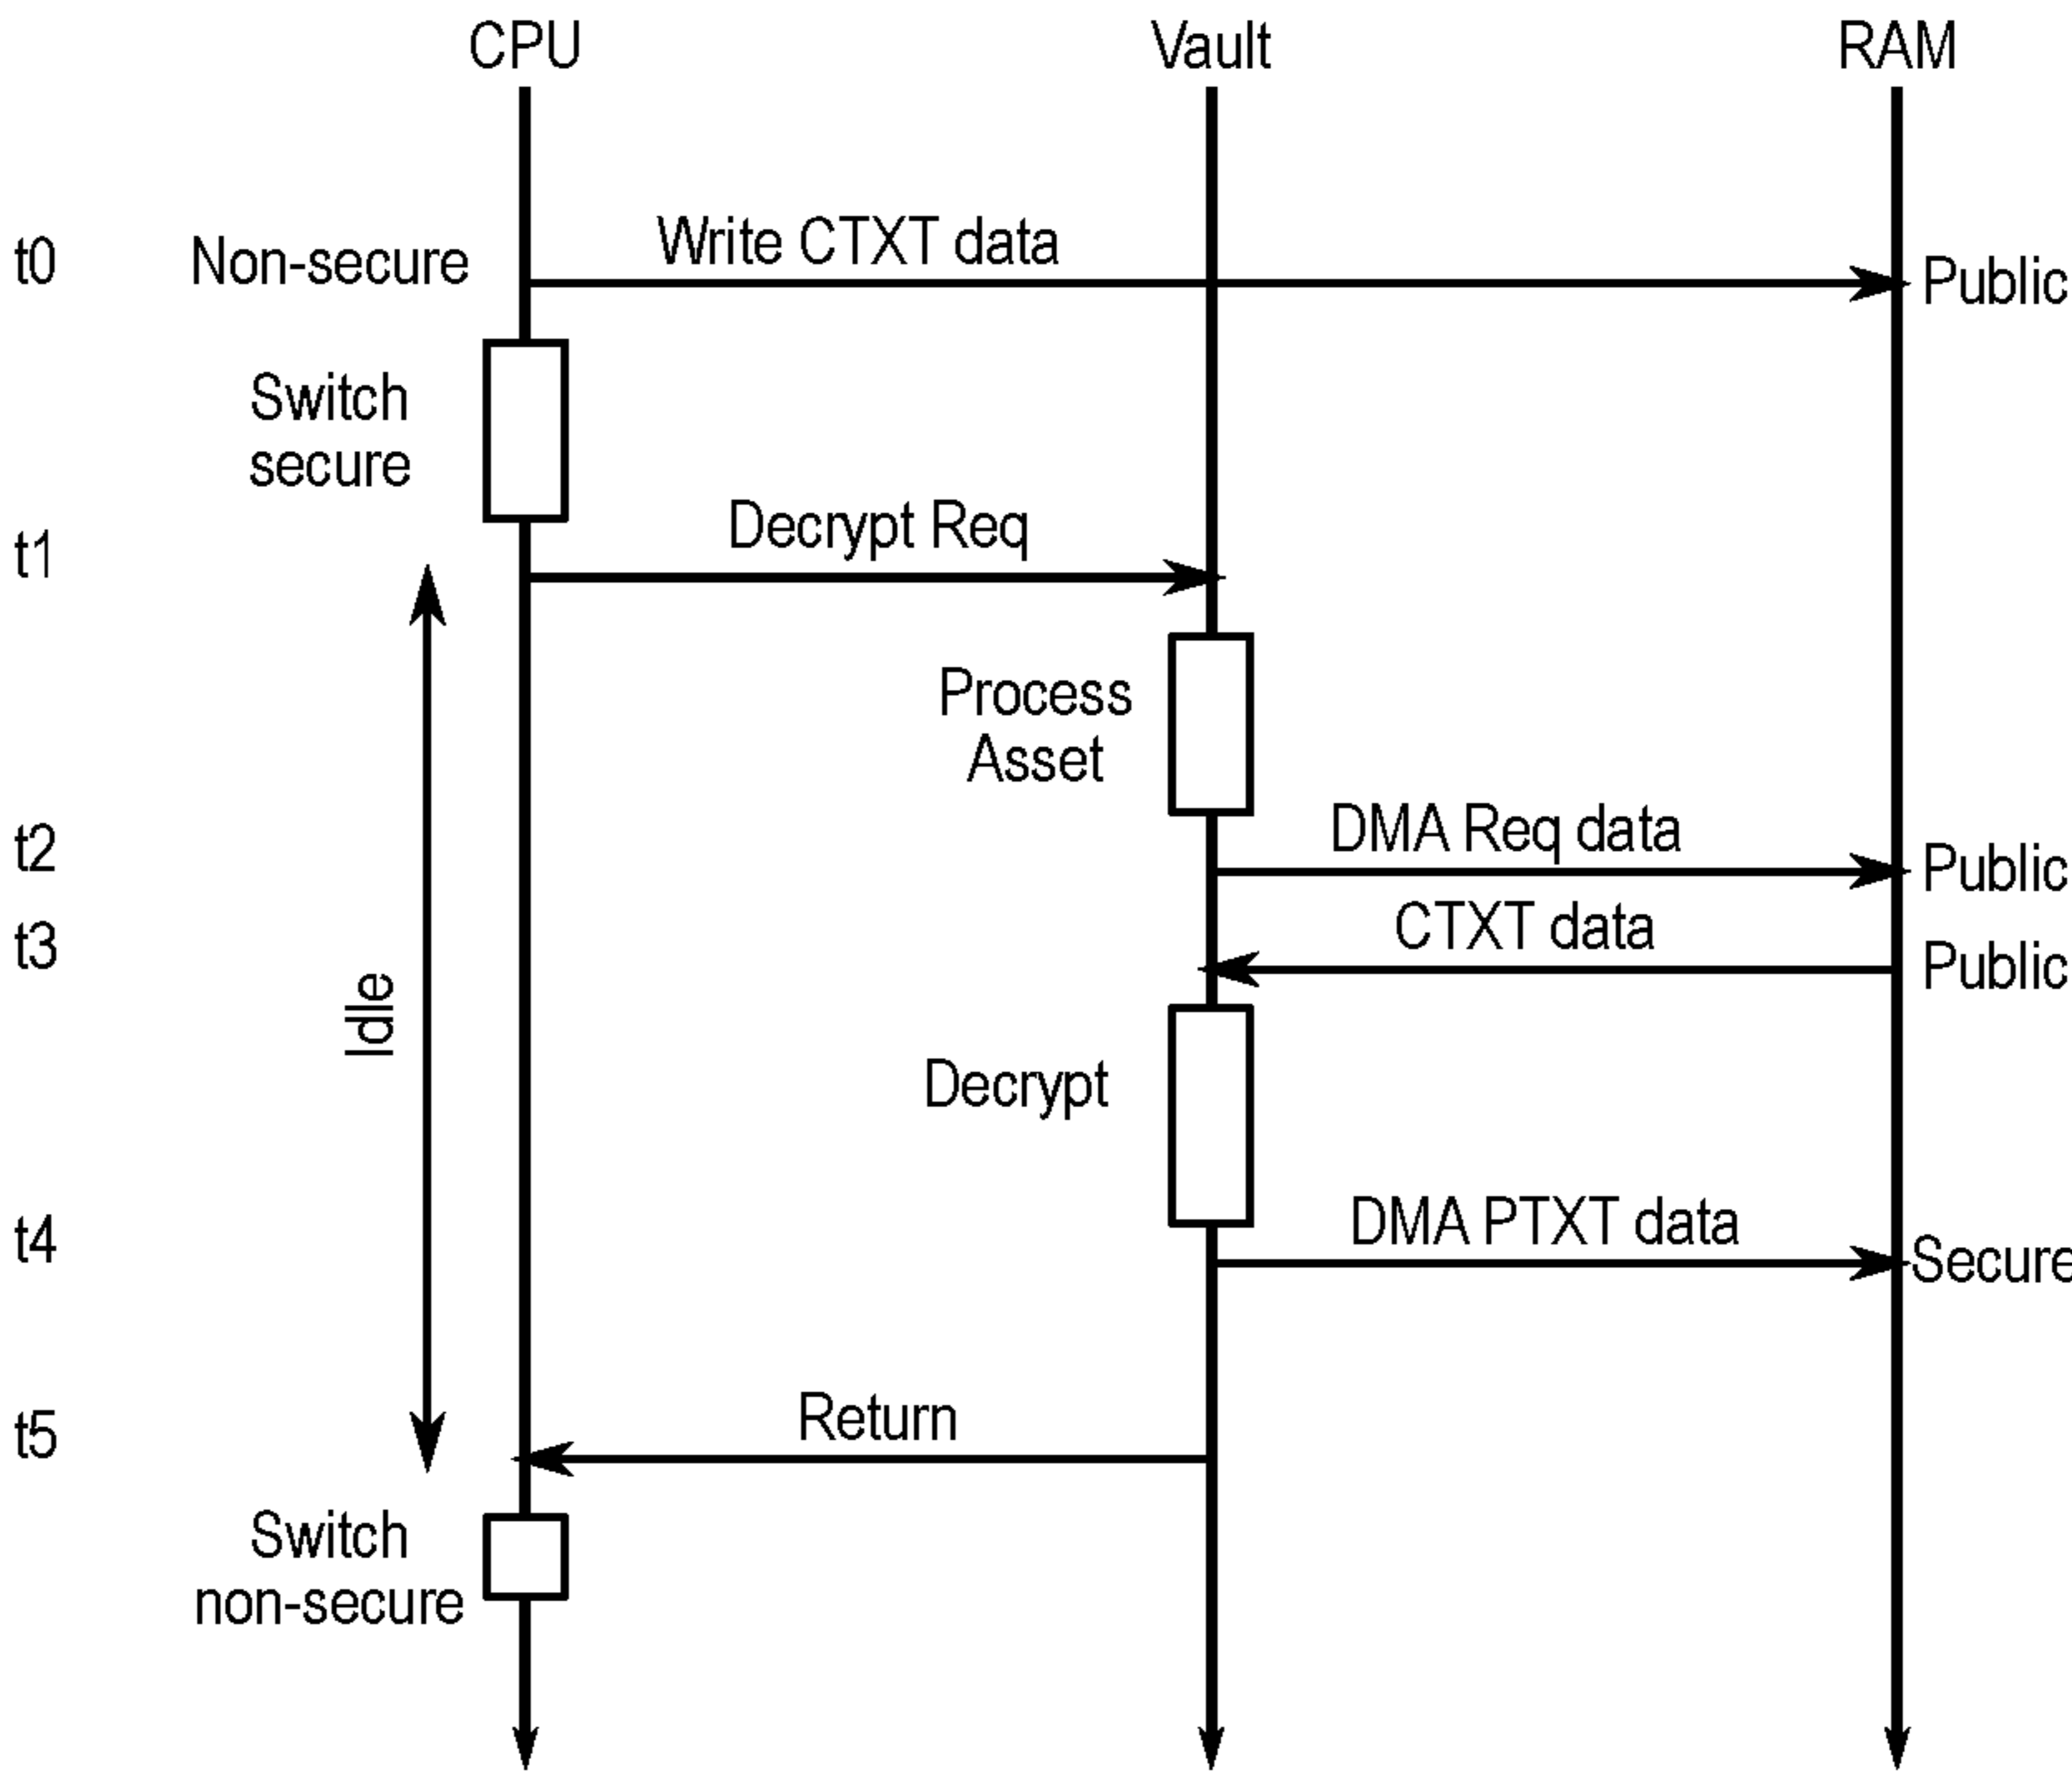 CPU
Vault
RAM
t0
Non-secure
Write CTXT data
Public
Switch
secure
t1
Decrypt Req
Process
Asset
t2
DMA Req data
Public
t3
CTXT data
Public
Idle
Decrypt
t4
DMA PTXT data
Secure
t5
Return
Switch
non-secure